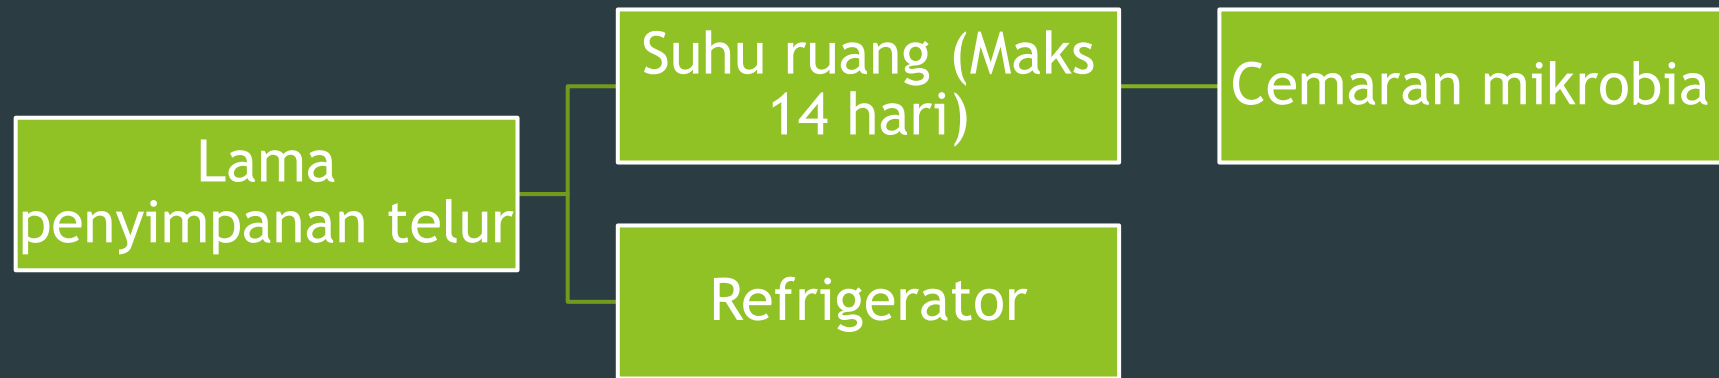 Lama
penyimpanan telur
Suhu ruang (Maks
14 hari)
Cemaran mikrobia
Refrigerator